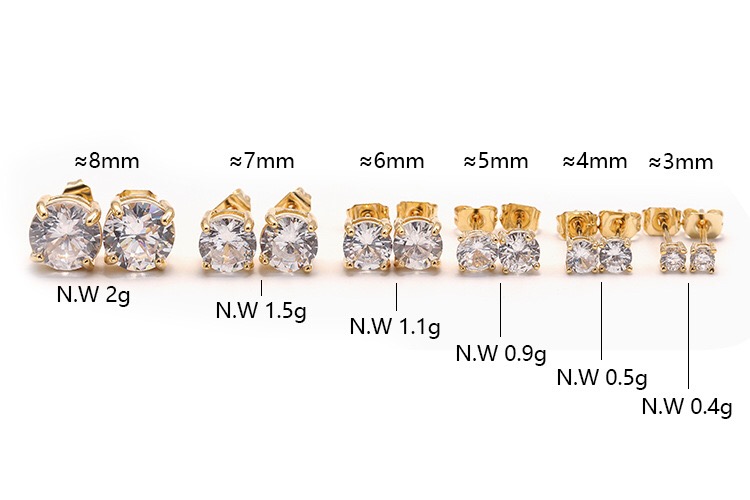 ≈8mm
≈7mm
≈6mm
≈5mm
≈4mm
≈3mm
N.W 2g
N.W 1.5g
N.W 1.1g
N.W 0.9g
N.W 0.5g
N.W 0.4g